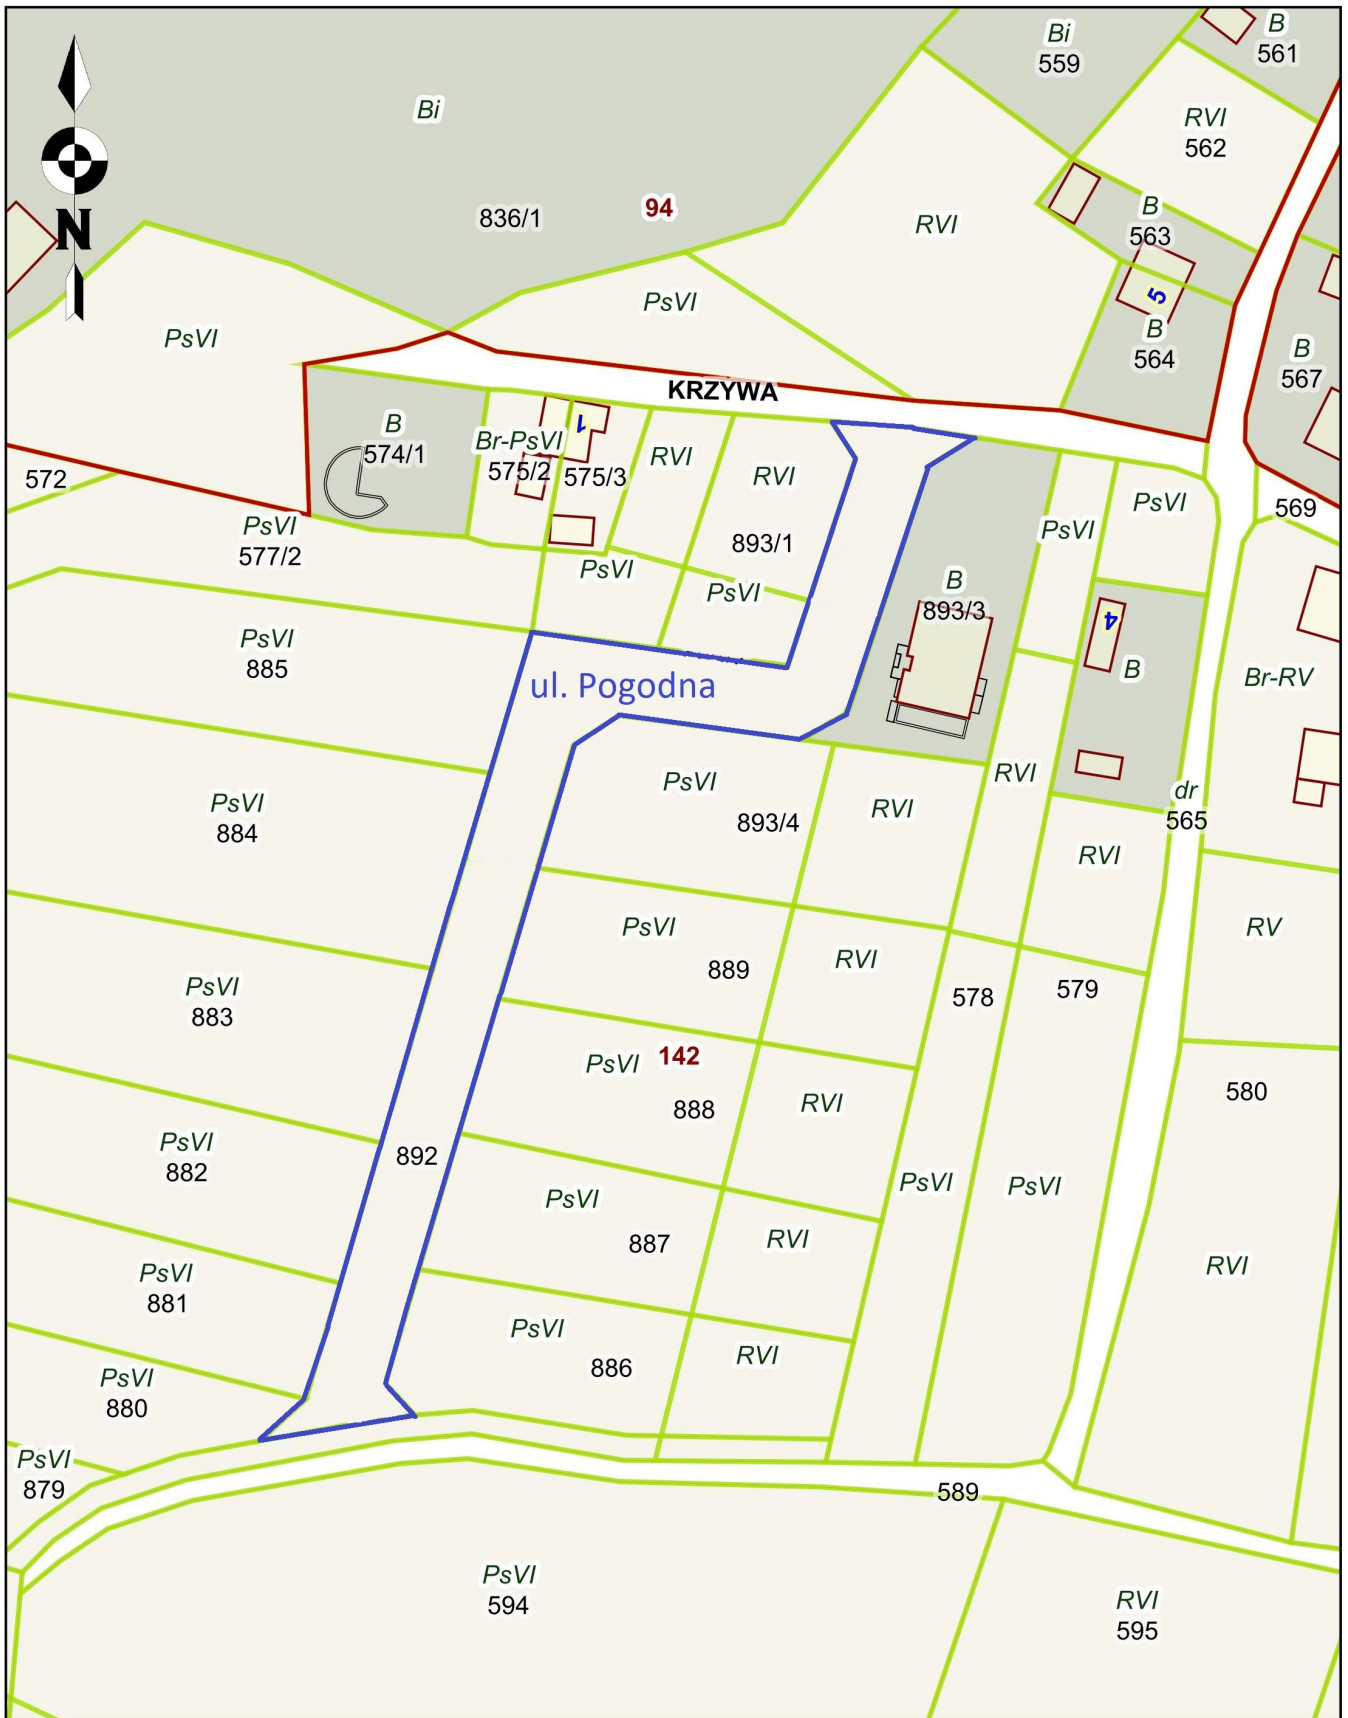 Bi
559
B
561
Bi
RVI
562
836/1
94
RVI
B
563
N
5
PsVI
PsVI
B
564
B
567
KRZYWA
B
574/1
Br-PsVI
575/2
1
575/3
RVI
RVI
893/1
572
PsVI
577/2
PsVI
PsVI
PsVI
PsVI
569
B
893/3
4
B
PsVI
885
ul. Pogodna
Br-RV
PsVI
893/4
RVI
RVI
dr
565
PsVI
884
RVI
PsVI
889
RVI
RV
PsVI
883
578
579
PsVI
142
888
RVI
580
PsVI
882
892
PsVI
887
RVI
PsVI
PsVI
RVI
PsVI
881
PsVI
886
RVI
PsVI
880
PsVI
879
589
PsVI
594
RVI
595